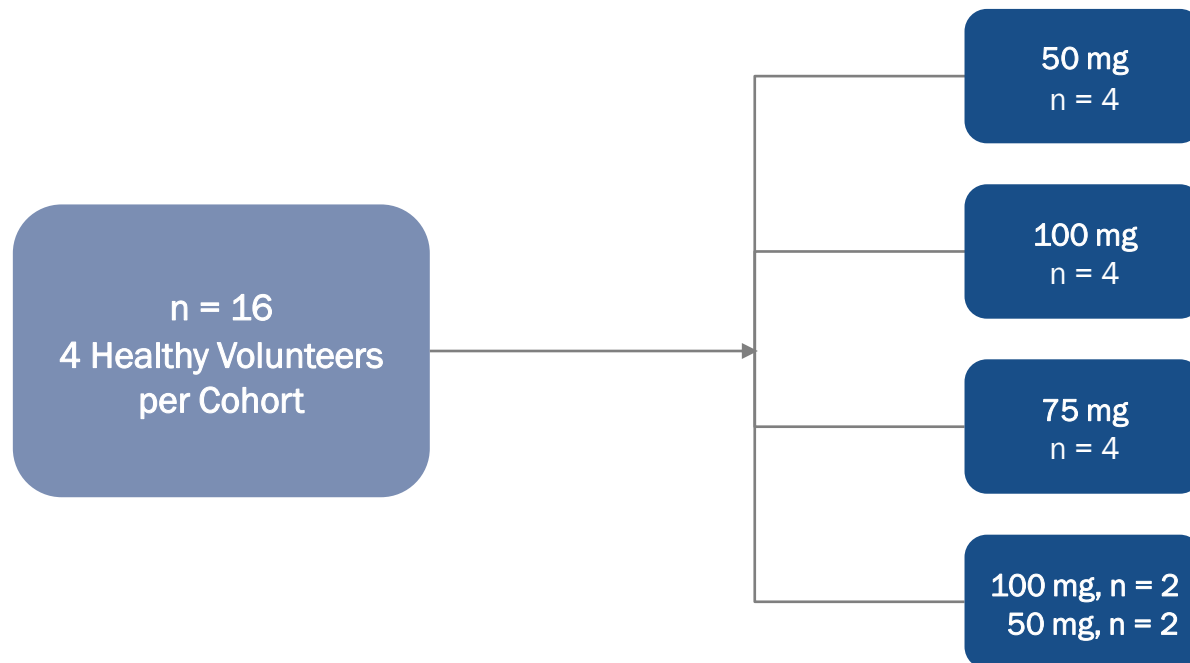 n = 16
4 Healthy Volunteers
per Cohort
50 mg
n = 4
100 mg
n = 4
75 mg
n = 4
100 mg, n = 2
50 mg, n = 2